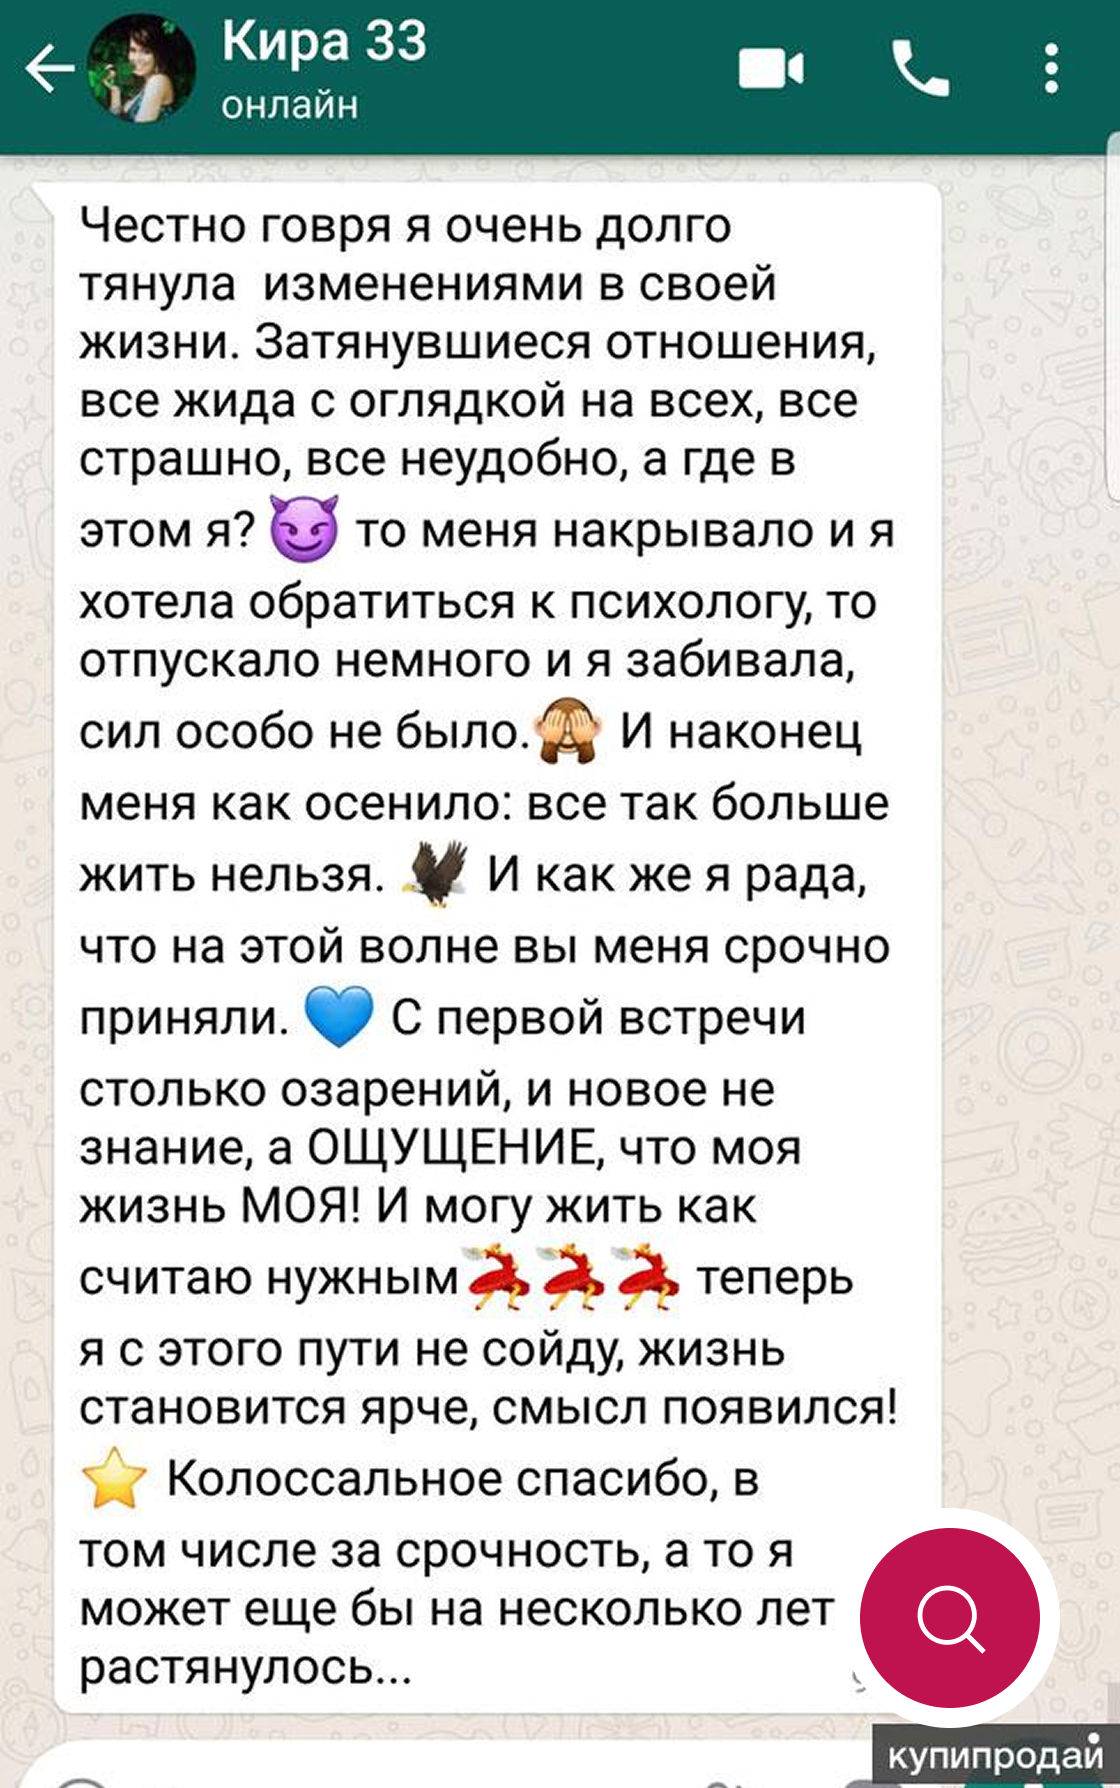 Кира 33
онлайн
Честно говря я очень долго
тянула изменениями в своей
жизни. Затянувшиеся отношения,
все жида с оглядкой на всех, все
страшно, все неудобно, а где в
этом я? 😈 то меня накрывало и я
хотела обратиться к психологу, то
отпускало немного и я забивала,
сил особо не было. 🙈 И наконец
меня как осенило: все так больше
жить нельзя. 🦅 И как же я рада,
что на этой волне вы меня срочно
приняли. 💙 С первой встречи
столько озарений, и новое не
знание, а ОЩУЩЕНИЕ, что моя
жизнь МОЯ! И могу жить как
считаю нужным 💃💃💃 теперь
я с этого пути не сойду, жизнь
становится ярче, смысл появился!
⭐ Колоссальное спасибо, в
том числе за срочность, а то я
может еще бы на несколько лет
растянулось...
купипродай